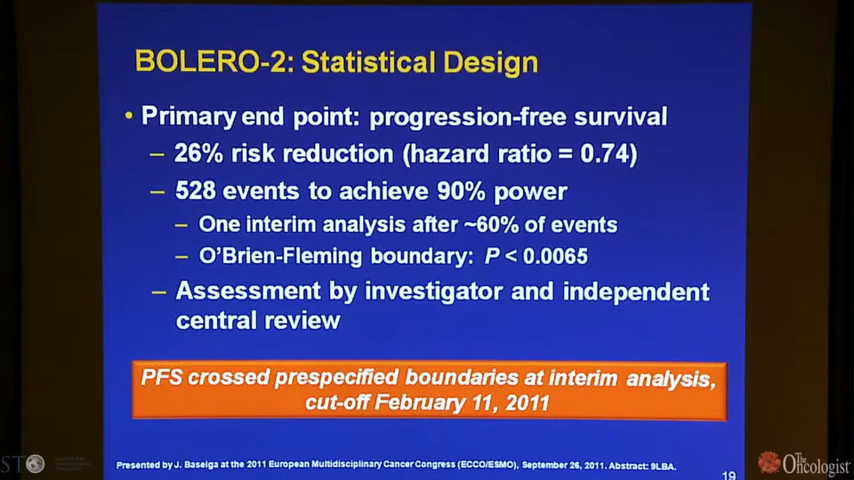 BOLERO-2: Statistical Design
• Primary end point: progression-free survival
– 26% risk reduction (hazard ratio = 0.74)
– 528 events to achieve 90% power
– One interim analysis after ~60% of events
– O'Brien-Fleming boundary: P < 0.0065
– Assessment by investigator and independent
central review
PFS crossed prespecified boundaries at interim analysis,
cut-off February 11, 2011
Presented by J. Baselga at the 2011 European Multidisciplinary Cancer Congress (ECCO/ESMO), September 26, 2011. Abstract: 9LBA.
19
ST
The Oncologist